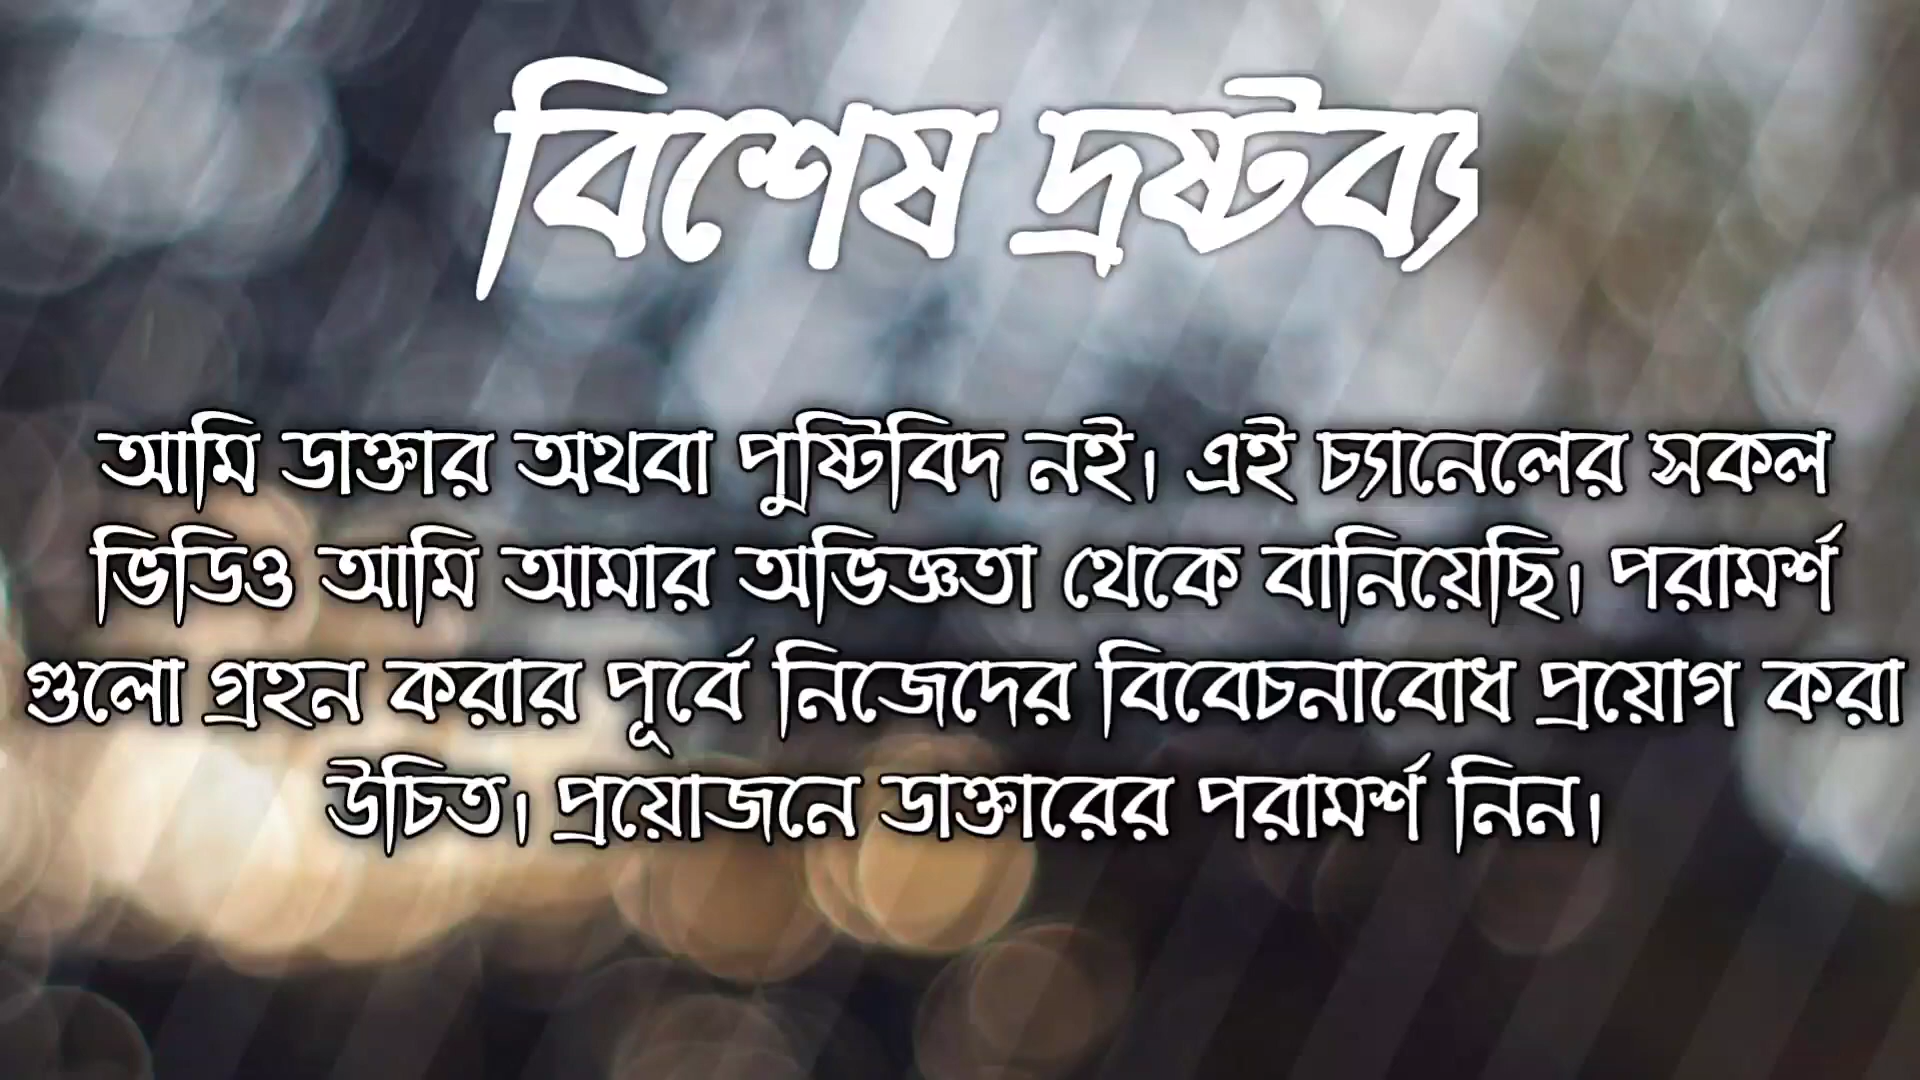 বিশেষ দ্রষ্টব্য
আমি ডাক্তার অথবা পুষ্টিবিদ নই। এই চ্যানেলের সকল
ভিডিও আমি আমার অভিজ্ঞতা থেকে বানিয়েছি। পরামর্শ
গুলো গ্রহন করার পূর্বে নিজেদের বিবেচনাবোধ প্রয়োগ করা
উচিত। প্রয়োজনে ডাক্তারের পরামর্শ নিন।